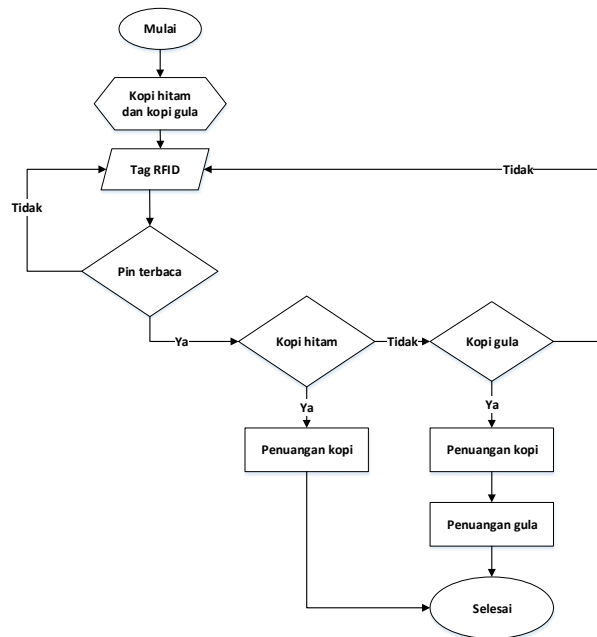 Mulai
Kopi hitam
dan kopi gula
Tag RFID
Tidak
Tidak
Pin terbaca
Ya
Kopi hitam
Tidak
Kopi gula
Ya
Ya
Penuangan kopi
Penuangan kopi
Penuangan gula
Selesai